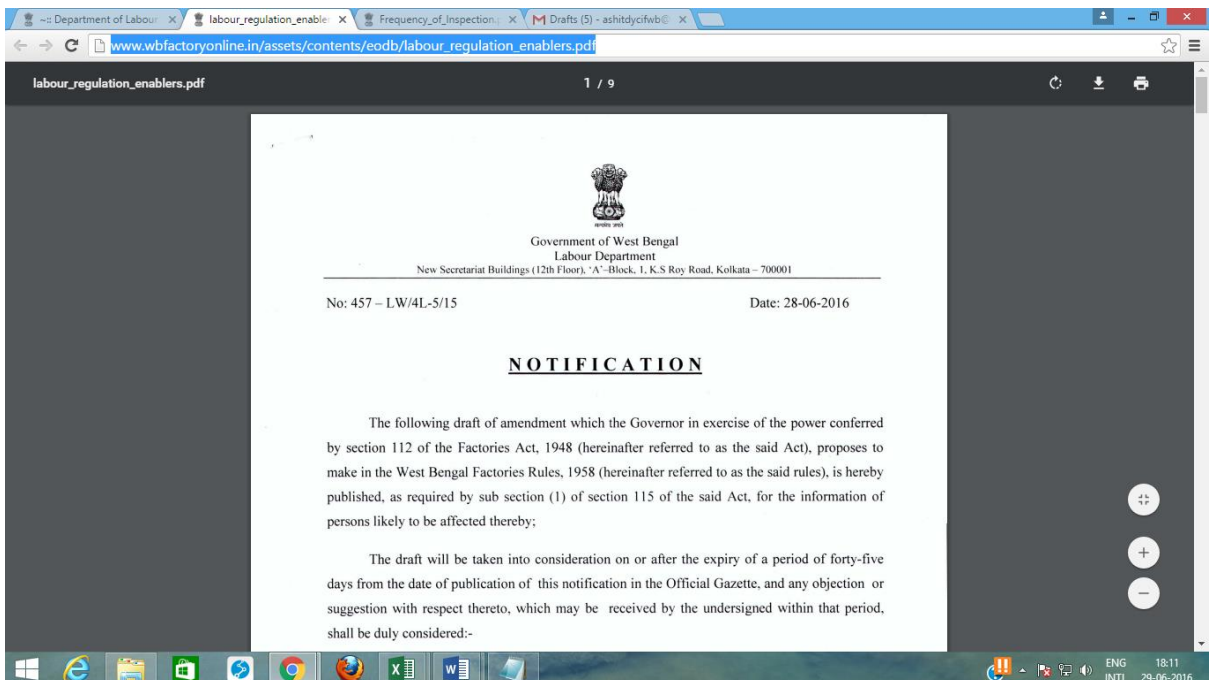 ~:: Department of Labour
labour_regulation_enabler
Frequency_of_Inspection.p
Drafts (5) - ashitdycifwb@
www.wbfactoryonline.in/assets/contents/eodb/labour_regulation_enablers.pdf
labour_regulation_enablers.pdf
1 / 9
सत्यमेव जयते
Government of West Bengal
Labour Department
New Secretariat Buildings (12th Floor), 'A'–Block, 1, K.S Roy Road, Kolkata – 700001
No: 457 – LW/4L-5/15
Date: 28-06-2016
NOTIFICATION
The following draft of amendment which the Governor in exercise of the power conferred
by section 112 of the Factories Act, 1948 (hereinafter referred to as the said Act), proposes to
make in the West Bengal Factories Rules, 1958 (hereinafter referred to as the said rules), is hereby
published, as required by sub section (1) of section 115 of the said Act, for the information of
persons likely to be affected thereby;
The draft will be taken into consideration on or after the expiry of a period of forty-five
days from the date of publication of this notification in the Official Gazette, and any objection or
suggestion with respect thereto, which may be received by the undersigned within that period,
shall be duly considered:-
ENG
INTL
18:11
29-06-2016